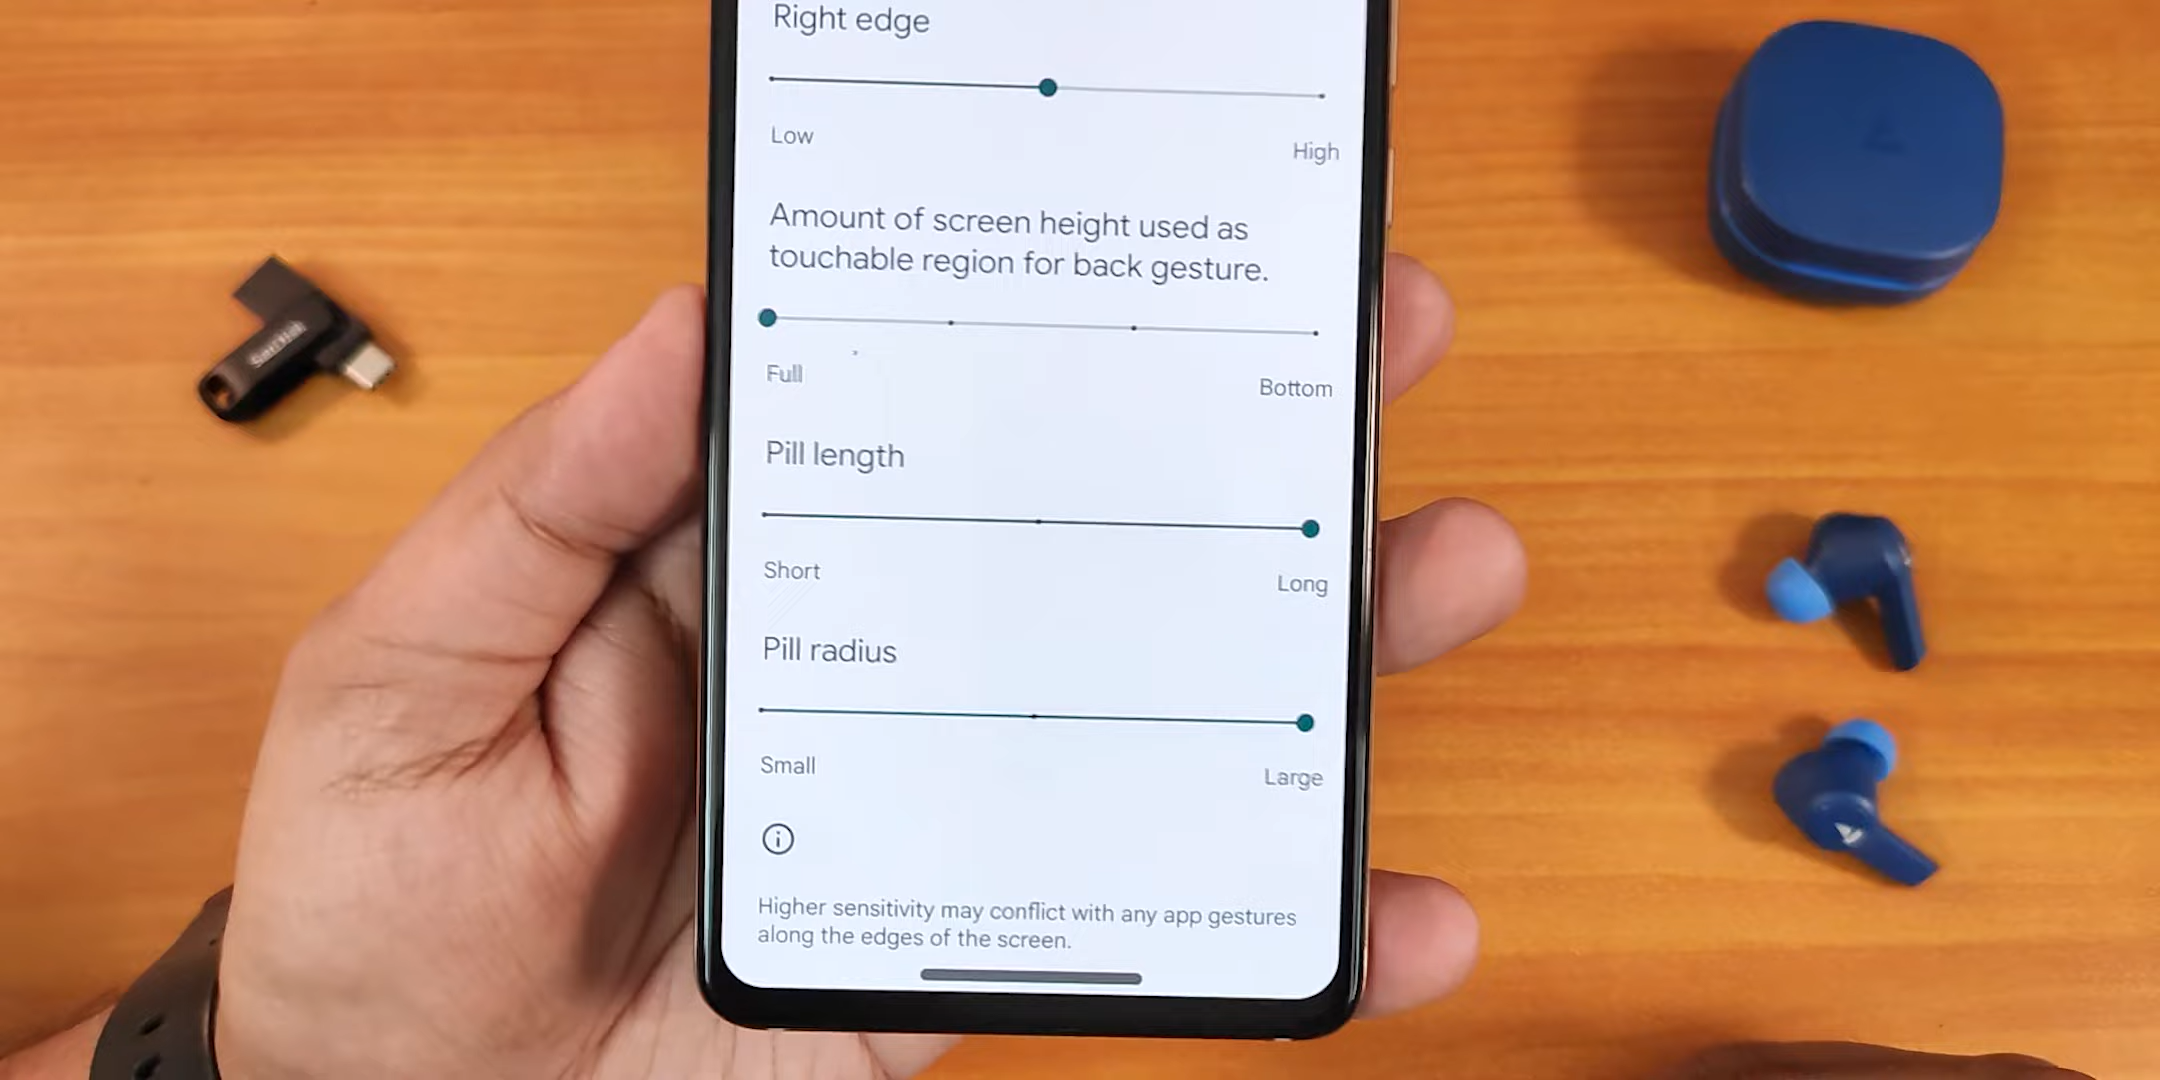 Right edge
Low
High
Amount of screen height used as
touchable region for back gesture.
Full
Bottom
Pill length
Short
Long
Pill radius
Small
Large
Higher sensitivity may conflict with any app gestures
along the edges of the screen.
SanDisk